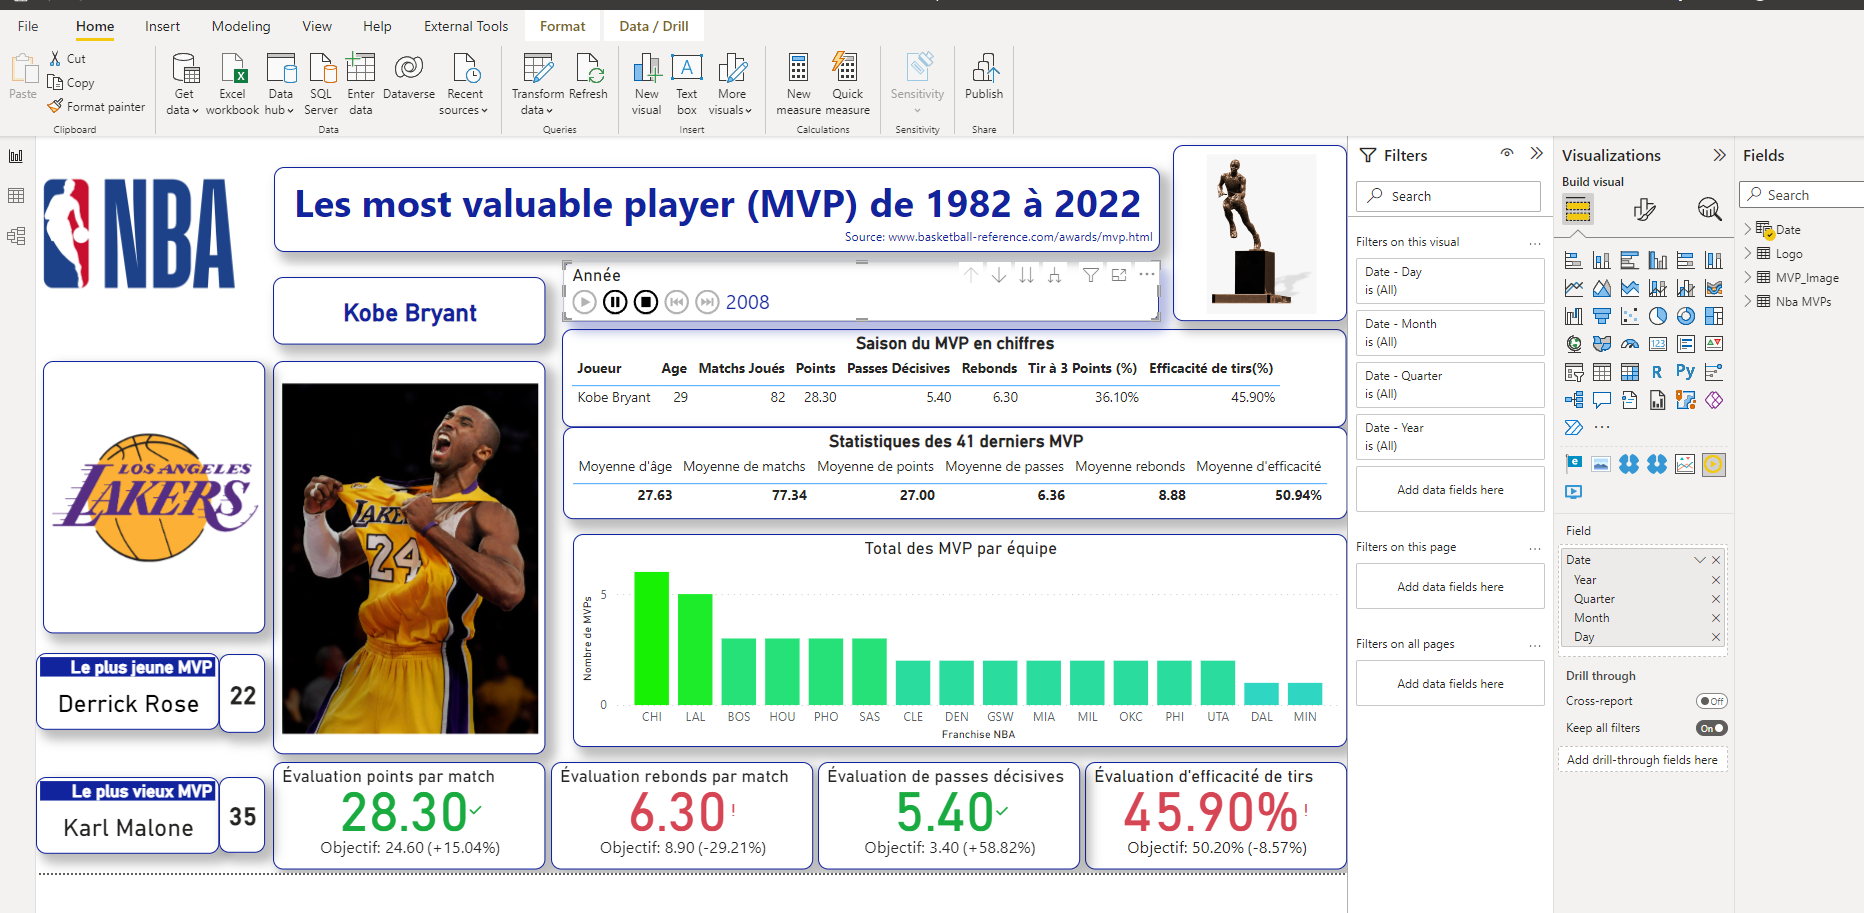 File Home Insert Modeling View Help External Tools Format Data / Drill
Paste
Cut
Copy
Format painter
Clipboard
Get data
Excel workbook
Data hub
SQL Server
Enter data
Dataverse
Recent sources
Data
Transform data
Refresh
Queries
New visual
Text box
More visuals
Insert
New measure
Quick measure
Calculations
Sensitivity
Sensitivity
Publish
Share
NBA
Les most valuable player (MVP) de 1982 à 2022
Source: www.basketball-reference.com/awards/mvp.html
Kobe Bryant
Année
2008
Saison du MVP en chiffres
Joueur Age Matchs Joués Points Passes Décisives Rebonds Tir à 3 Points (%) Efficacité de tirs(%)
Kobe Bryant 29 82 28.30 5.40 6.30 36.10% 45.90%
Statistiques des 41 derniers MVP
Moyenne d'âge Moyenne de matchs Moyenne de points Moyenne de passes Moyenne rebonds Moyenne d'efficacité
27.63 77.34 27.00 6.36 8.88 50.94%
LOS ANGELES
LAKERS
LAKE
24
Total des MVP par équipe
Nombre de MVPs
5
0
CHI LAL BOS HOU PHO SAS CLE DEN GSW MIA MIL OKC PHI UTA DAL MIN
Franchise NBA
Le plus jeune MVP
Derrick Rose
22
Le plus vieux MVP
Karl Malone
35
Évaluation points par match
28.30
Objectif: 24.60 (+15.04%)
Évaluation rebonds par match
6.30!
Objectif: 8.90 (-29.21%)
Évaluation de passes décisives
5.40
Objectif: 3.40 (+58.82%)
Évaluation d'efficacité de tirs
45.90%!
Objectif: 50.20% (-8.57%)
Filters
Search
Filters on this visual ...
Date - Day
is (All)
Date - Month
is (All)
Date - Quarter
is (All)
Date - Year
is (All)
Add data fields here
Filters on this page ...
Add data fields here
Filters on all pages ...
Add data fields here
Visualizations
Build visual
123
R Py
...
Field
Date
Year
Quarter
Month
Day
Drill through
Cross-report Off
Keep all filters On
Add drill-through fields here
Fields
Search
Date
Logo
MVP_Image
Nba MVPs